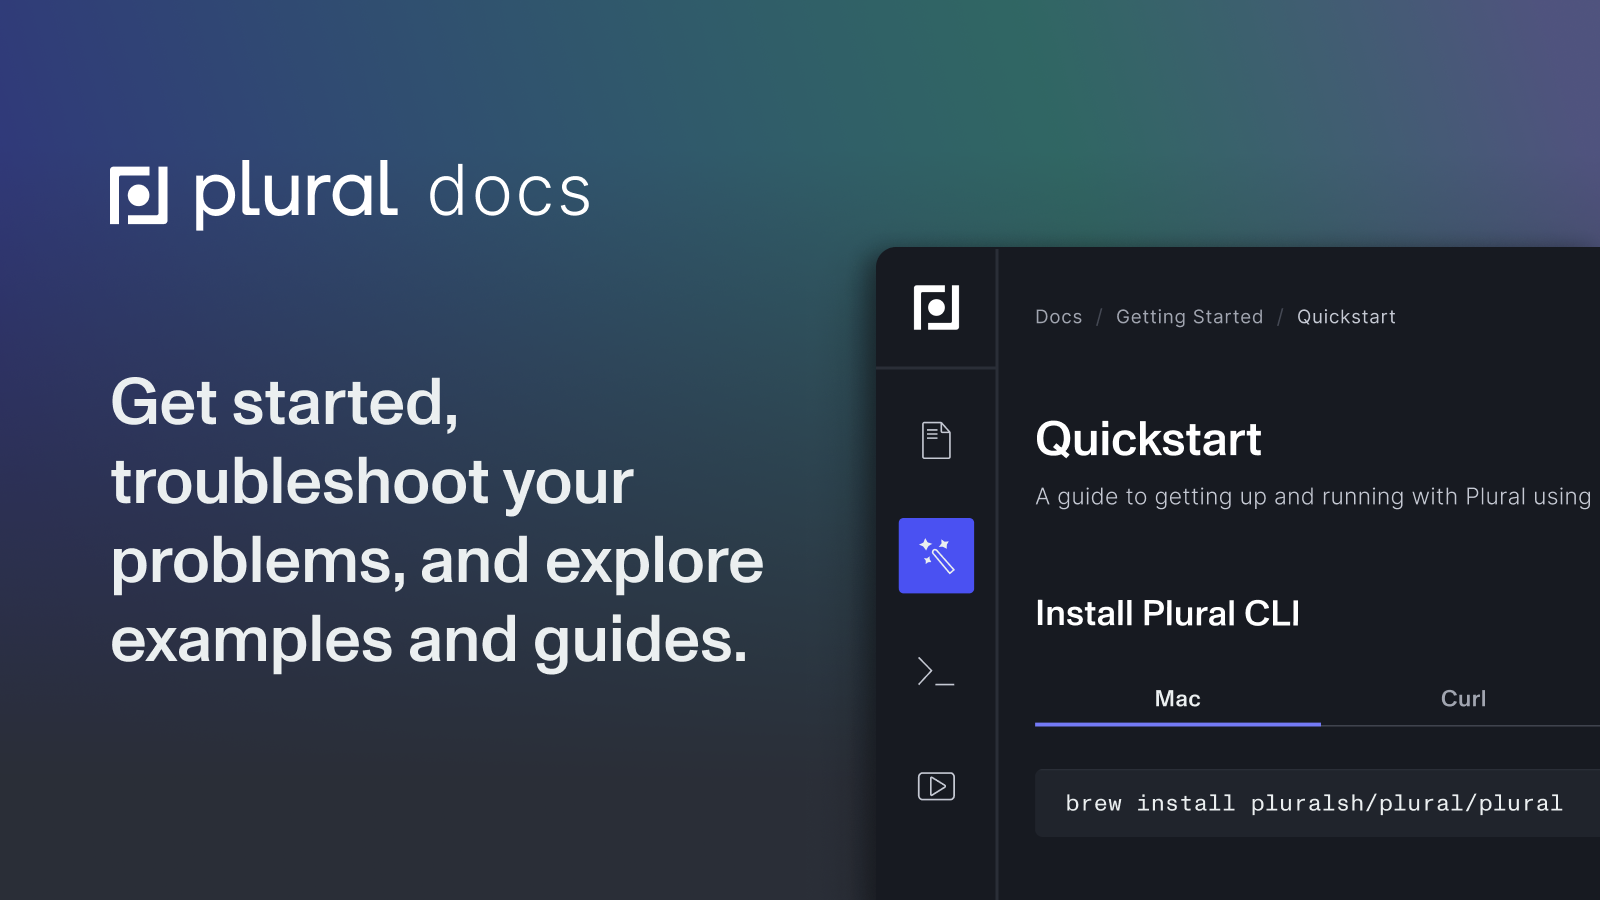 plural docs
Get started,
troubleshoot your
problems, and explore
examples and guides.
Docs / Getting Started / Quickstart
Quickstart
A guide to getting up and running with Plural using
Install Plural CLI
Mac Curl
brew install pluralsh/plural/plural